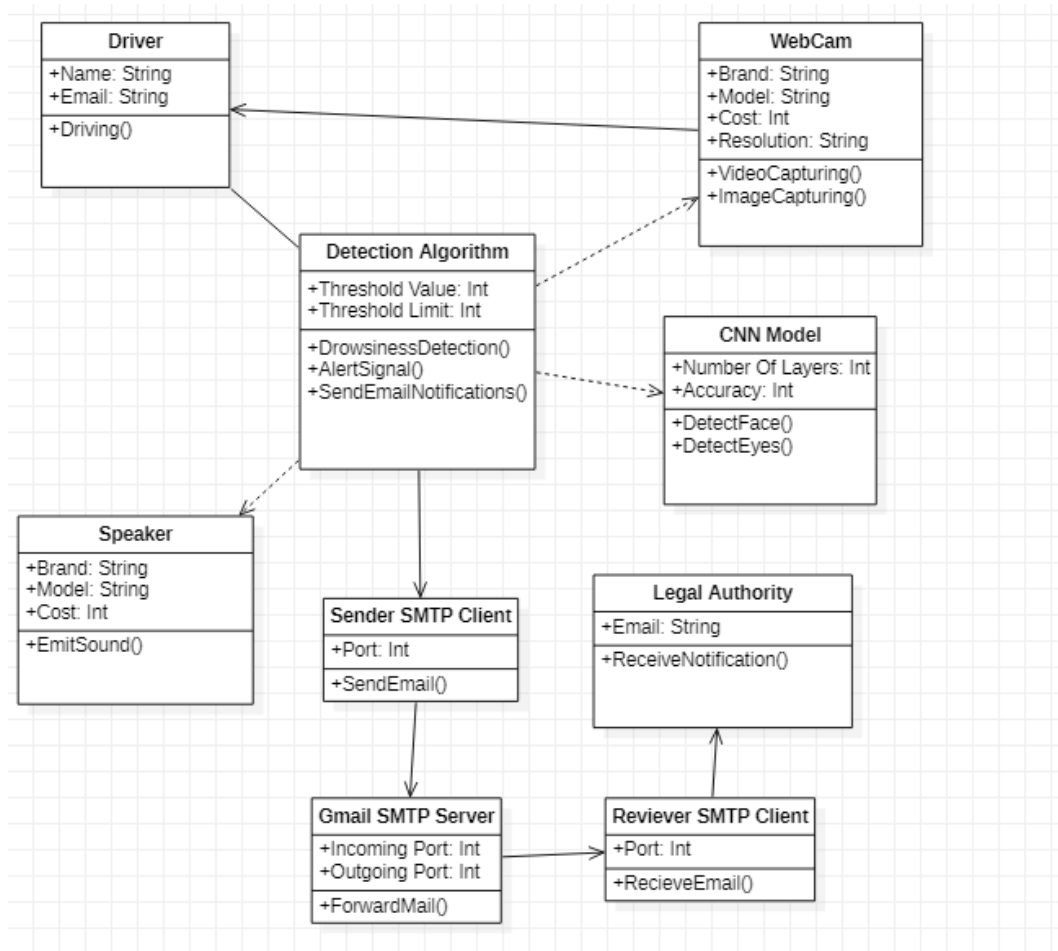 Driver
+Name: String
+Email: String
+Driving()
WebCam
+Brand: String
+Model: String
+Cost: Int
+Resolution: String
+VideoCapturing()
+ImageCapturing()
Detection Algorithm
+Threshold Value: Int
+Threshold Limit: Int
+DrowsinessDetection()
+AlertSignal()
+SendEmailNotifications()
CNN Model
+Number Of Layers: Int
+Accuracy: Int
+DetectFace()
+DetectEyes()
Speaker
+Brand: String
+Model: String
+Cost: Int
+EmitSound()
Sender SMTP Client
+Port: Int
+SendEmail()
Legal Authority
+Email: String
+ReceiveNotification()
Gmail SMTP Server
+Incoming Port: Int
+Outgoing Port: Int
+ForwardMail()
Reviever SMTP Client
+Port: Int
+RecieveEmail()